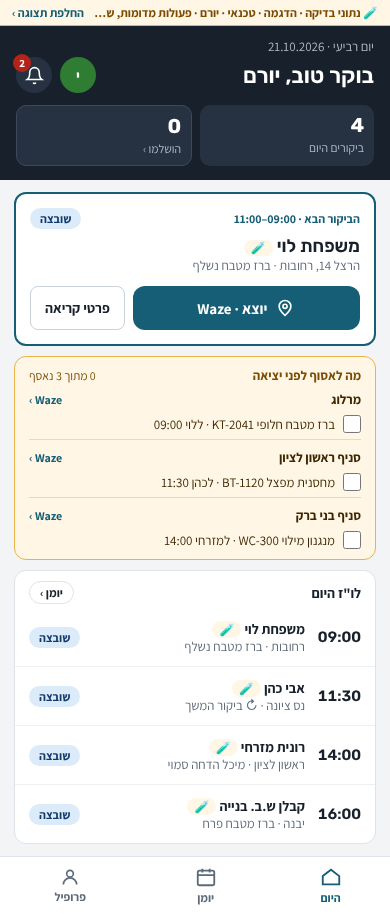 🧪 נתוני בדיקה · הדגמה · טכנאי · יורם · פעולות מדומות, ש... החלפת תצוגה ›
יום רביעי · 21.10.2026
בוקר טוב, יורם
י
2
4
ביקורים היום
0
הושלמו ›
הביקור הבא · 09:00–11:00
שובצה
משפחת לוי 🧪
הרצל 14, רחובות · ברז מטבח נשלף
יוצא · Waze
פרטי קריאה
מה לאסוף לפני יציאה
0 מתוך 3 נאסף
מרלוג
Waze ›
ברז מטבח חלופי KT-2041 · ללוי 09:00
סניף ראשון לציון
Waze ›
מחסנית מפצל BT-1120 · לכהן 11:30
סניף בני ברק
Waze ›
מנגנון מילוי WC-300 · למזרחי 14:00
לו"ז היום
יומן ›
09:00
משפחת לוי 🧪
רחובות · ברז מטבח נשלף
שובצה
11:30
אבי כהן 🧪
נס ציונה · ↻ ביקור המשך
שובצה
14:00
רונית מזרחי 🧪
ראשון לציון · מיכל הדחה סמוי
שובצה
16:00
קבלן ש.ב. בנייה 🧪
יבנה · ברז מטבח פרח
שובצה
היום
יומן
פרופיל